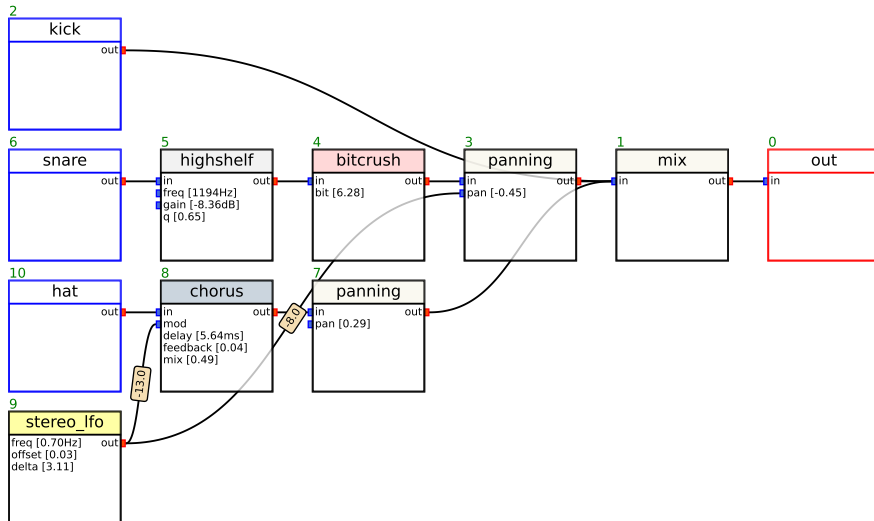 2
kick
out
6
snare
out
5
highshelf
in out
freq [1194Hz]
gain [-8.36dB]
q [0.65]
4
bitcrush
in out
bit [6.28]
3
panning
in out
pan [-0.45]
1
mix
in out
0
out
in
10
hat
out
8
chorus
in out
mod
delay [5.64ms]
feedback [0.04]
mix [0.49]
-8.0
7
panning
in out
pan [0.29]
-13.0
9
stereo_lfo
freq [0.70Hz] out
offset [0.03]
delta [3.11]